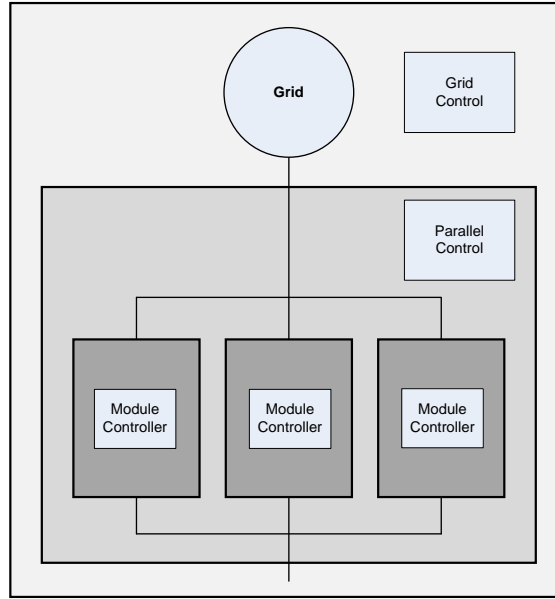 Grid
Grid
Control
Parallel
Control
Module
Controller
Module
Controller
Module
Controller